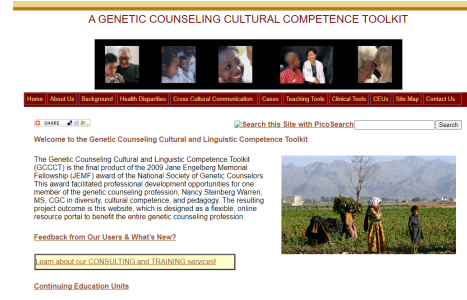 A GENETIC COUNSELING CULTURAL COMPETENCE TOOLKIT
Home About Us Background Health Disparities Cross Cultural Communication Cases Teaching Tools Clinical Tools CEUs Site Map Contact Us
SHARE
Search this Site with PicoSearch Search
Welcome to the Genetic Counseling Cultural and Linguistic Competence Toolkit
The Genetic Counseling Cultural and Linguistic Competence Toolkit
(GCCCT) is the final product of the 2009 Jane Engelberg Memorial
Fellowship (JEMF) award of the National Society of Genetic Counselors.
This award facilitated professional development opportunities for one
member of the genetic counseling profession, Nancy Steinberg Warren,
MS, CGC in diversity, cultural competence, and pedagogy. The resulting
project outcome is this website, which is designed as a flexible, online
resource portal to benefit the entire genetic counseling profession.
Feedback from Our Users & What's New?
Learn about our CONSULTING and TRAINING services!
Continuing Education Units